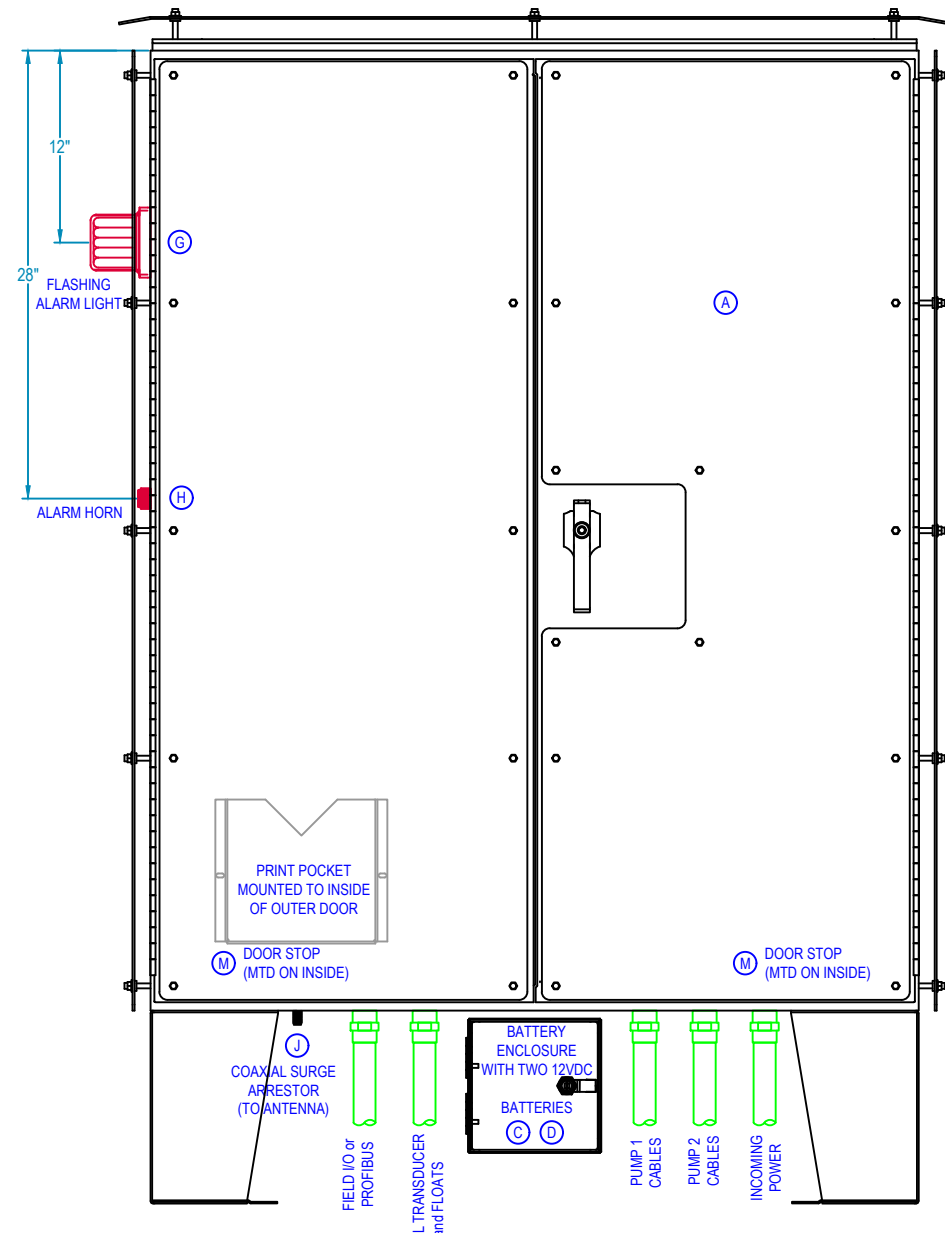 12"
G
28"
FLASHING
ALARM LIGHT
A
H
ALARM HORN
PRINT POCKET
MOUNTED TO INSIDE
OF OUTER DOOR
M
DOOR STOP
(MTD ON INSIDE)
M
DOOR STOP
(MTD ON INSIDE)
J
COAXIAL SURGE
ARRESTOR
(TO ANTENNA)
BATTERY
ENCLOSURE
WITH TWO 12VDC
BATTERIES
C D
FIELD I/O or
PROFIBUS
L TRANSDUCER
and FLOATS
PUMP 1
CABLES
PUMP 2
CABLES
INCOMING
POWER